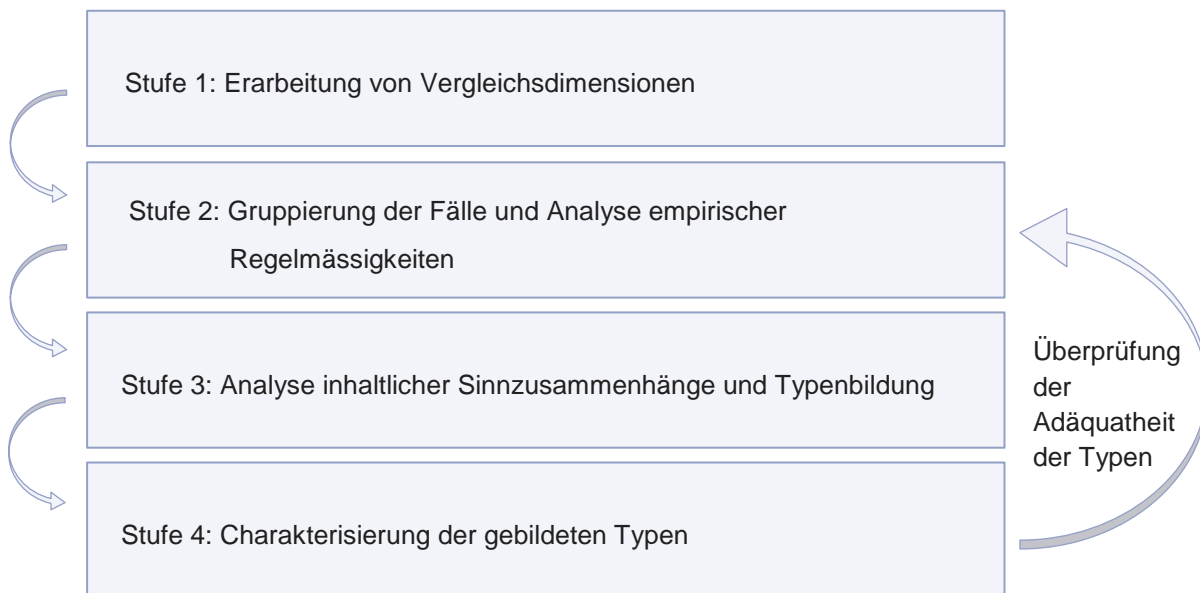 Stufe 1: Erarbeitung von Vergleichsdimensionen
Stufe 2: Gruppierung der Fälle und Analyse empirischer
Regelmässigkeiten
Stufe 3: Analyse inhaltlicher Sinnzusammenhänge und Typenbildung
Stufe 4: Charakterisierung der gebildeten Typen
Überprüfung
der
Adäquatheit
der Typen